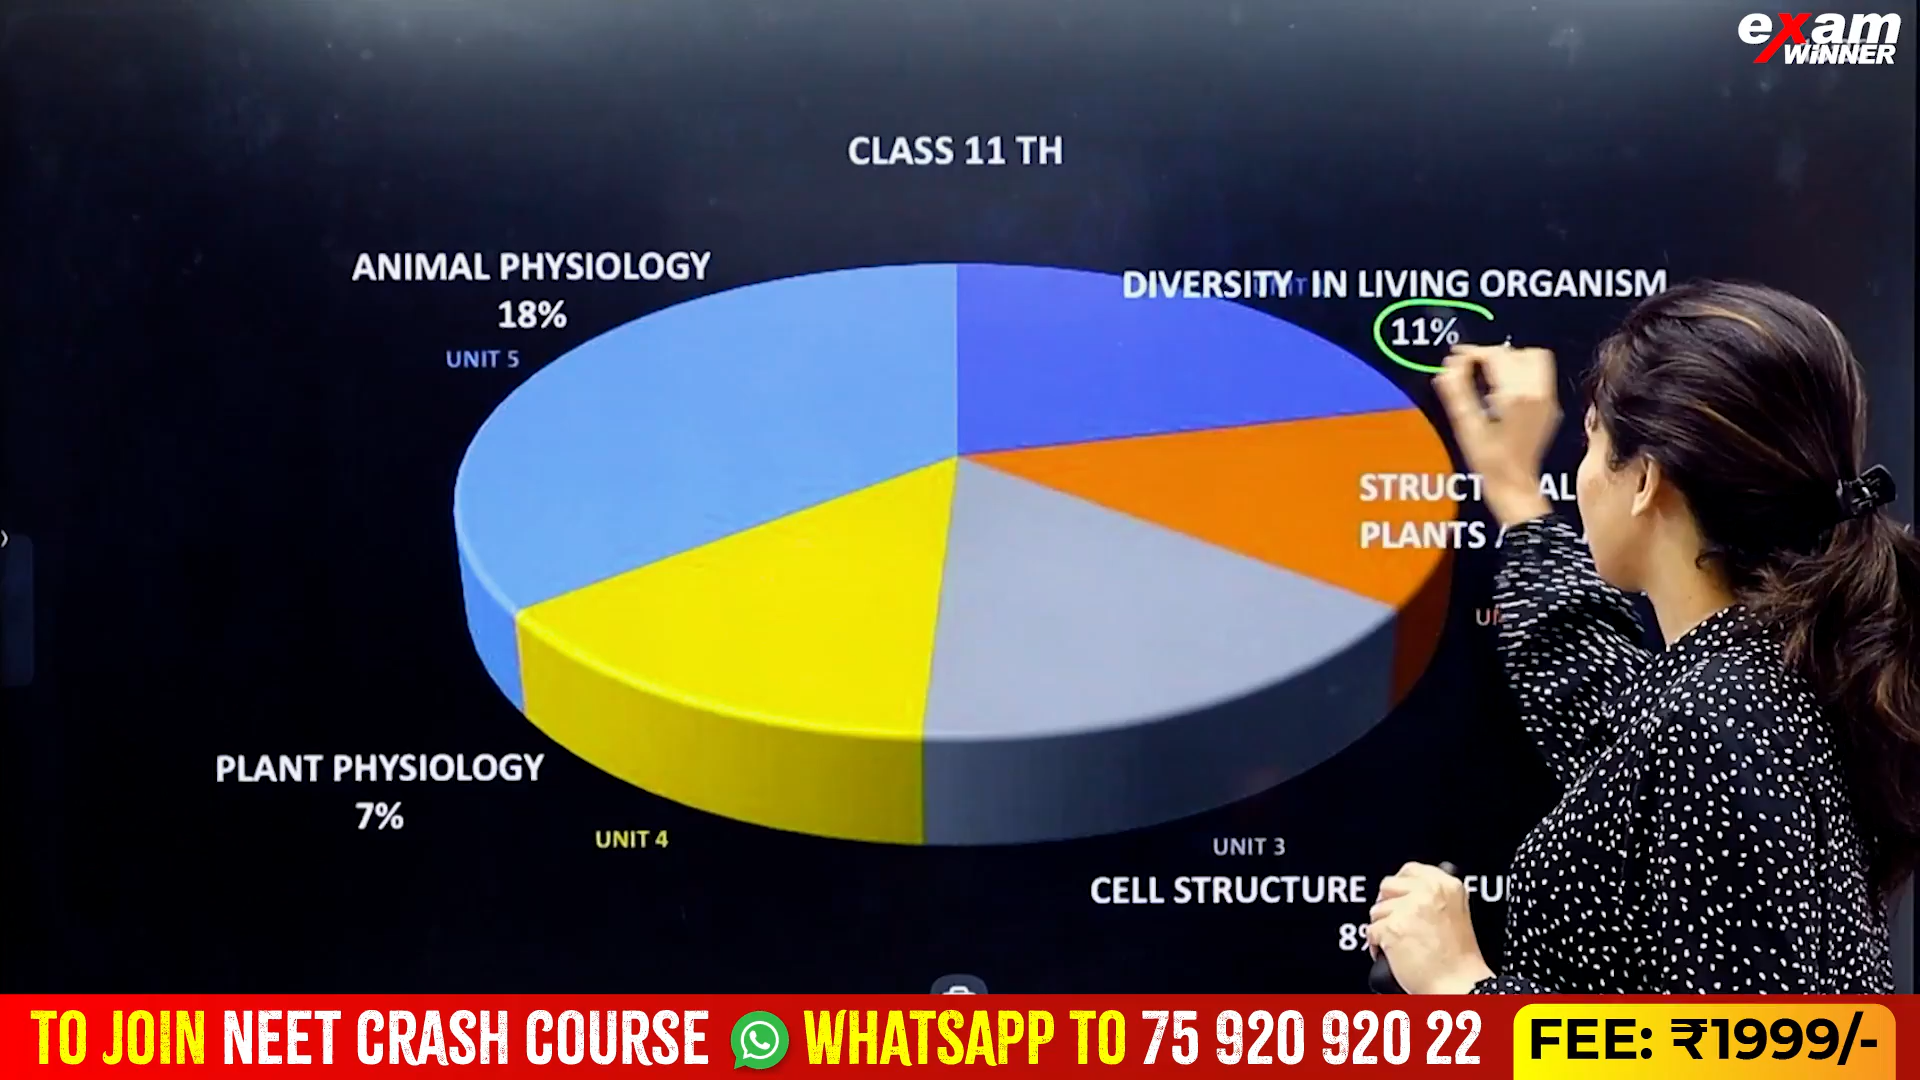 exam
WINNER
CLASS 11 TH
ANIMAL PHYSIOLOGY
18%
UNIT 5
DIVERSITY IN LIVING ORGANISM
11%
PLANTS
PLANT PHYSIOLOGY
7%
UNIT 4
UNIT 3
CELL STRUCTURE
TO JOIN NEET CRASH COURSE WHATSAPP TO 75 920 920 22
FEE: ₹1999/-